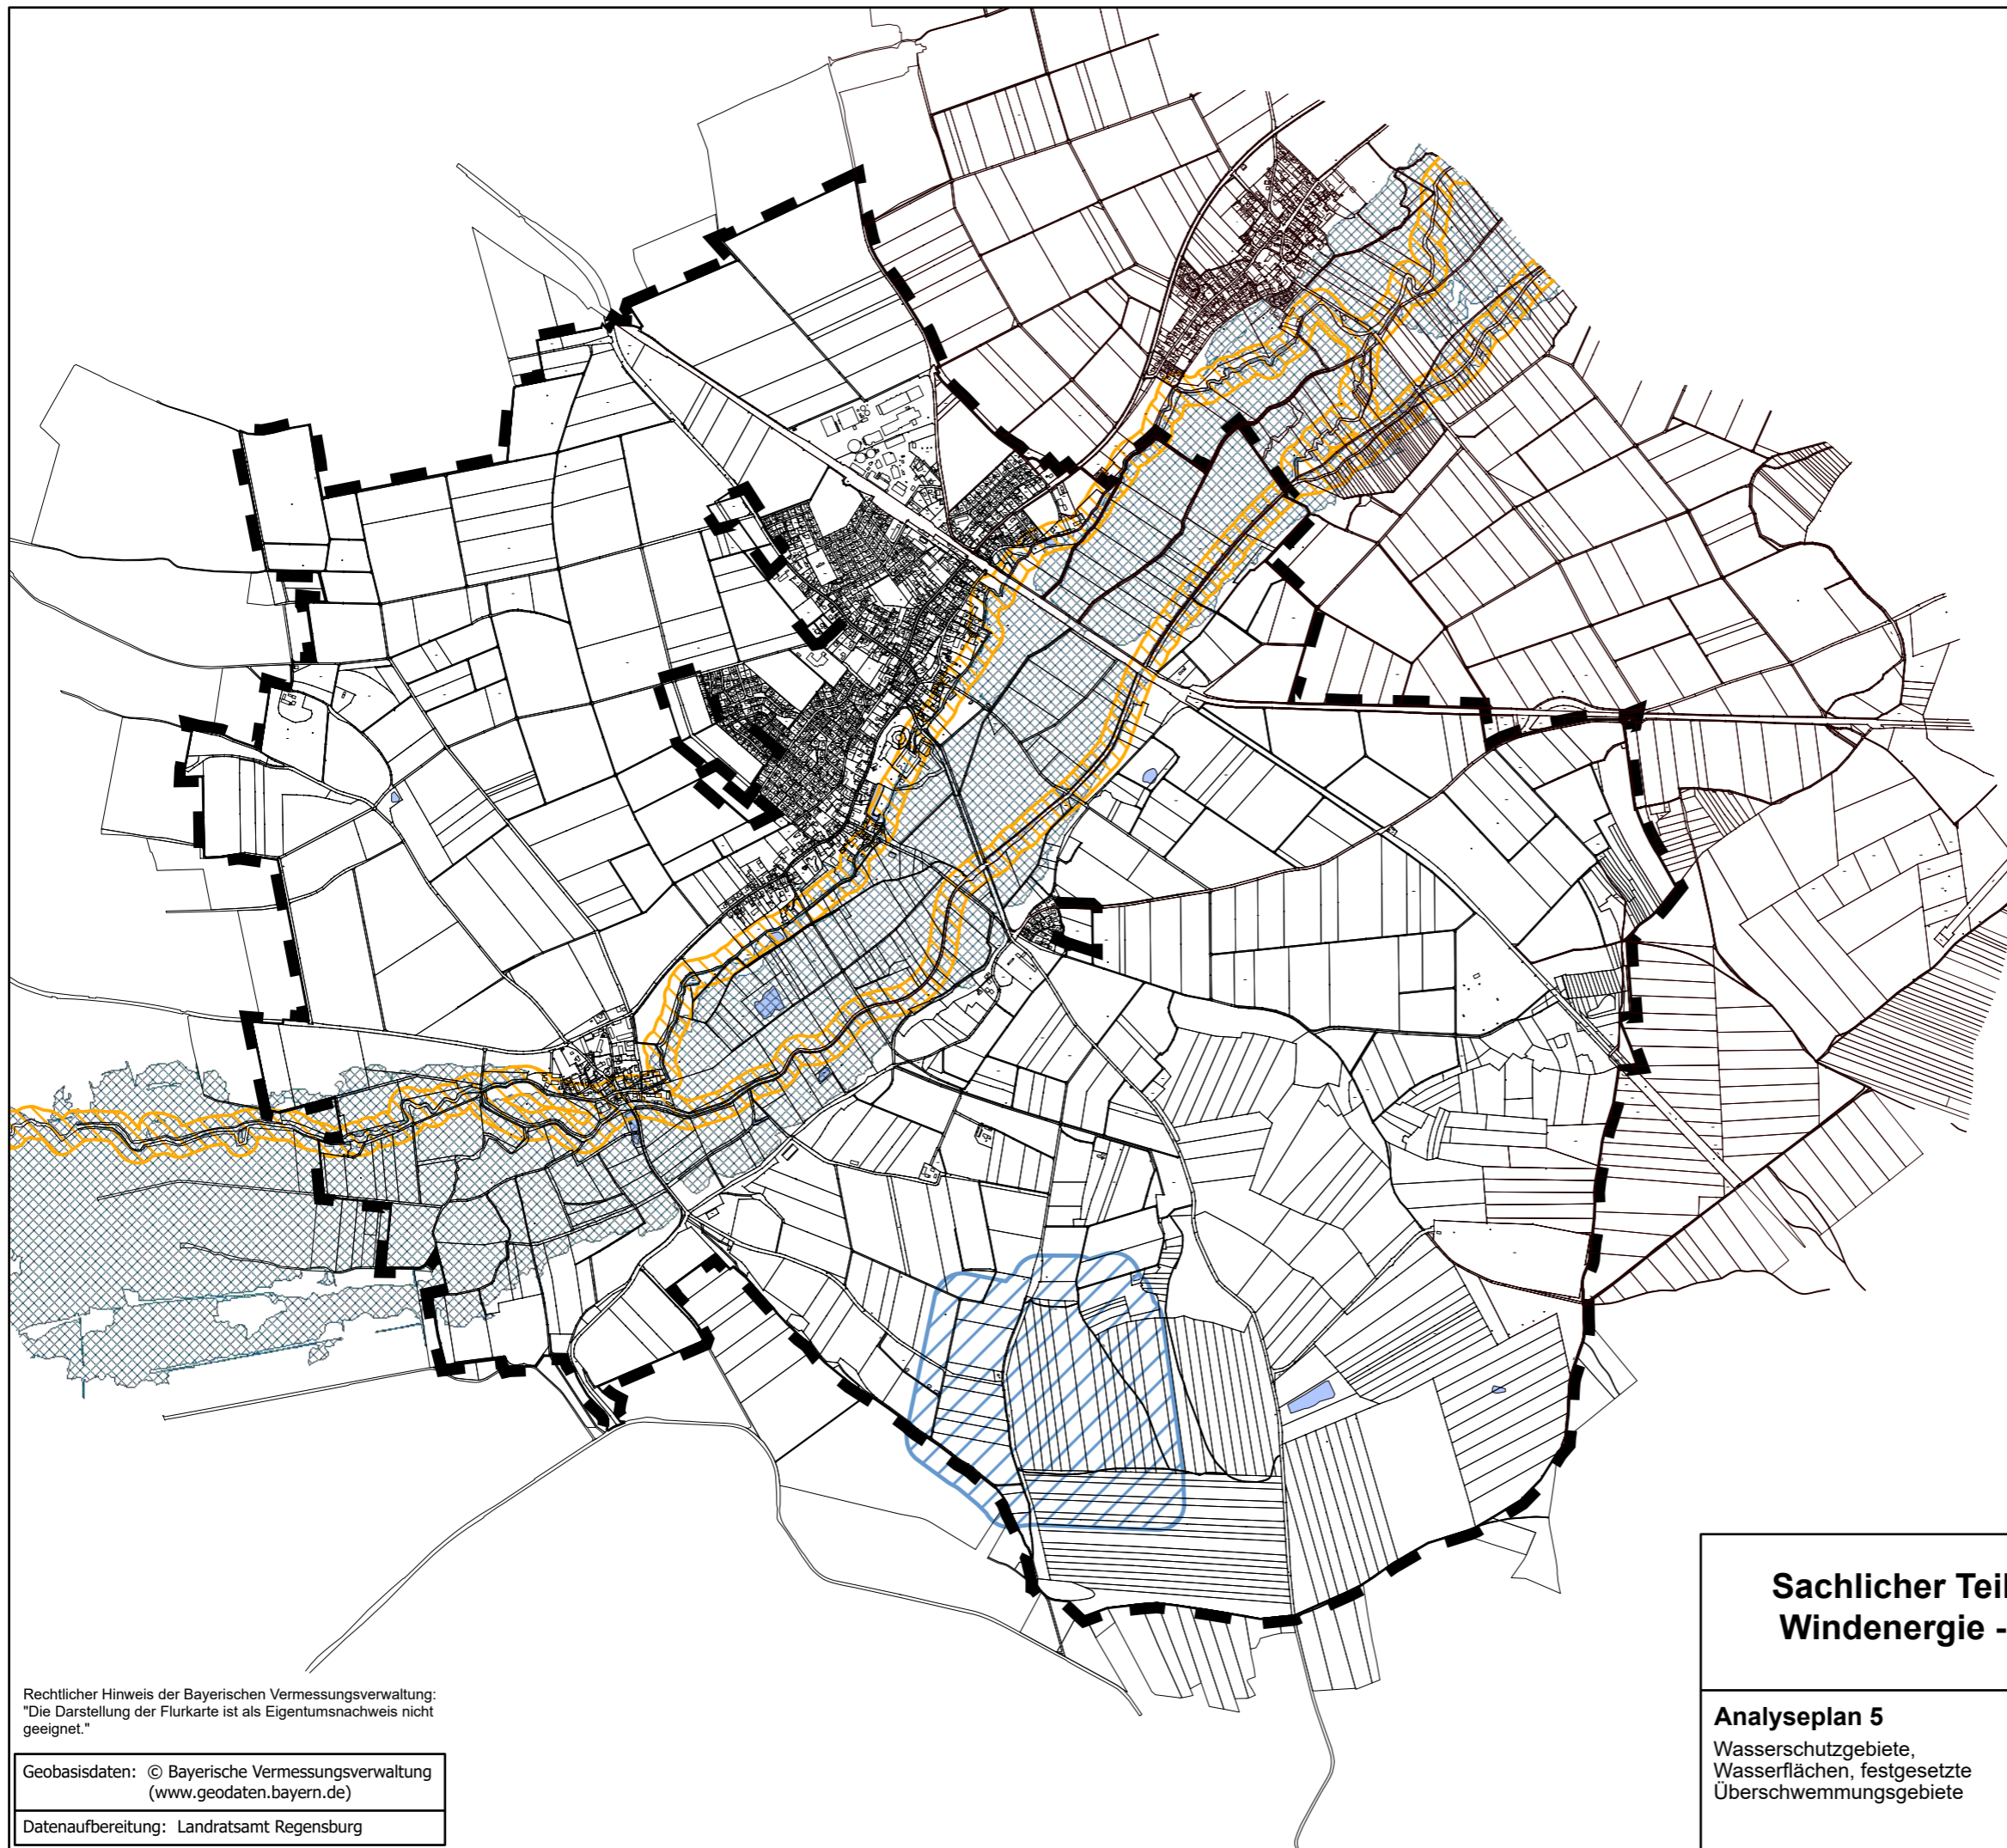 Rechtlicher Hinweis der Bayerischen Vermessungsverwaltung:
"Die Darstellung der Flurkarte ist als Eigentumsnachweis nicht
geeignet."
Geobasisdaten: © Bayerische Vermessungsverwaltung
(www.geodaten.bayern.de)
Datenaufbereitung: Landratsamt Regensburg
Sachlicher Teil
Windenergie -
Analyseplan 5
Wasserschutzgebiete,
Wasserflächen, festgesetzte
Überschwemmungsgebiete